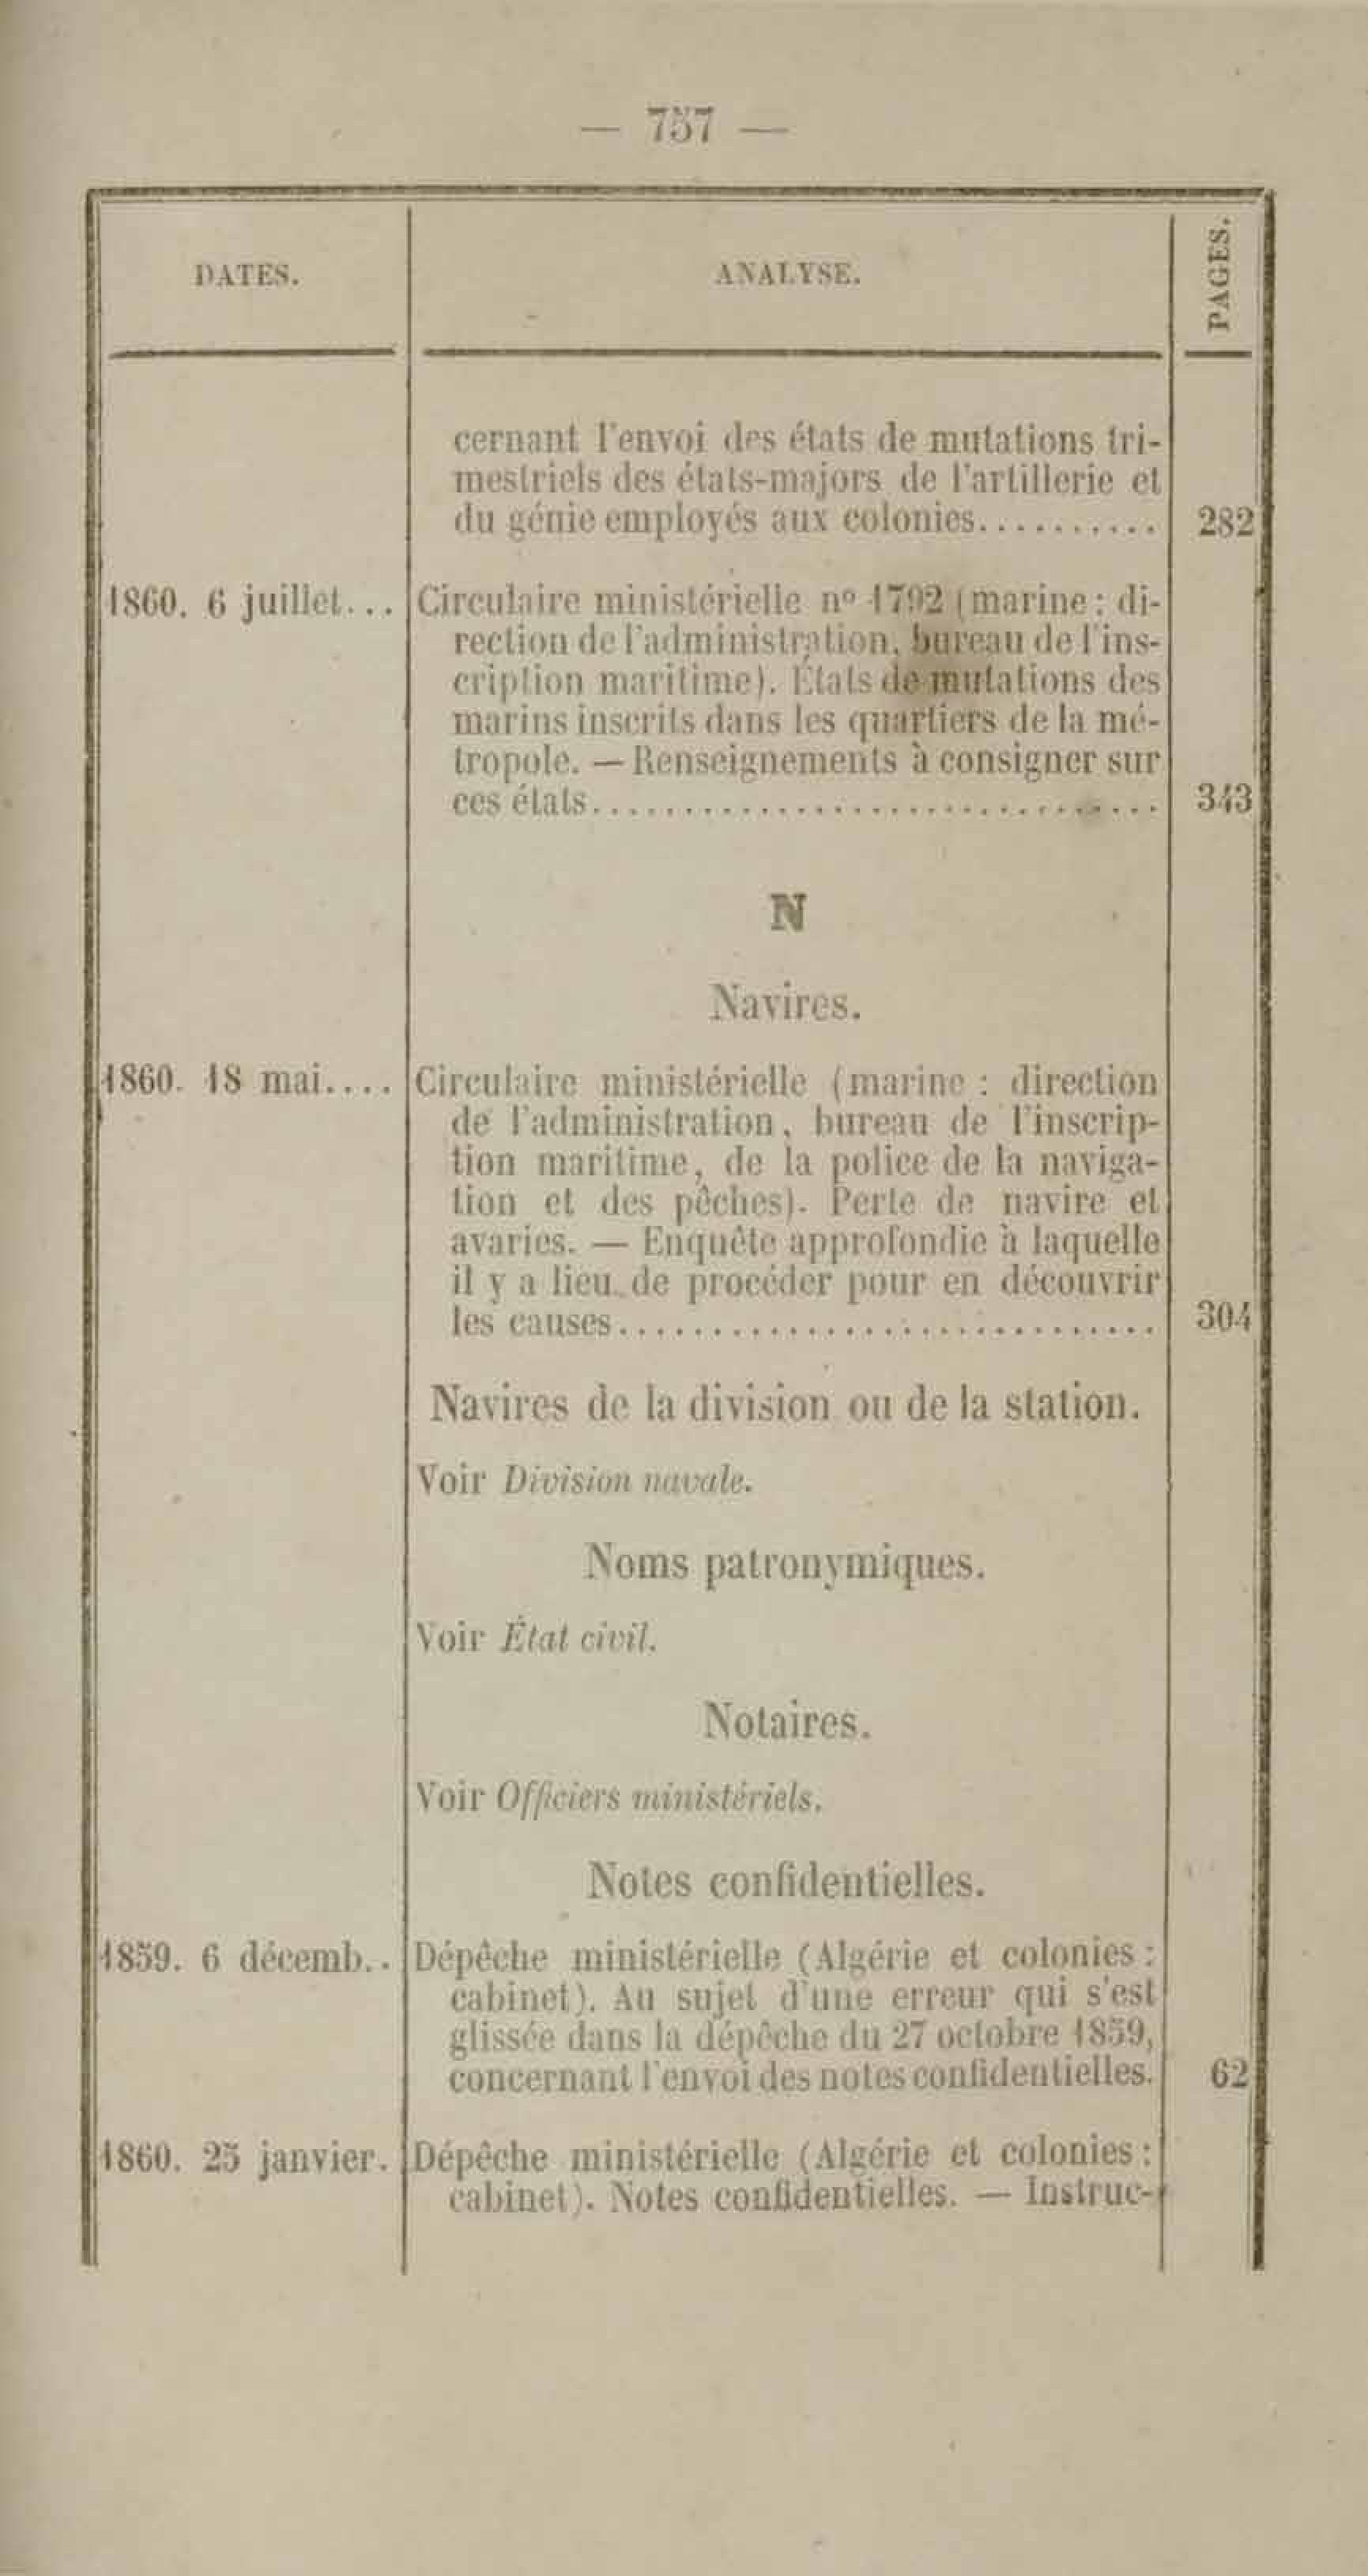 — 757 —
DATES.
ANALYSE.
PAGES.
cernant l'envoi des états de mutations tri-
mestriels des états-majors de l'artillerie et
du génie employés aux colonies.......... 282
1860. 6 juillet... Circulaire ministérielle nº 1792 (marine : di-
rection de l'administration, bureau de l'ins-
cription maritime). États de mutations des
marins inscrits dans les quartiers de la mé-
tropole. — Renseignements à consigner sur
ces états............................... 343
N
Navires.
1860. 18 mai.... Circulaire ministérielle (marine : direction
de l'administration, bureau de l'inscrip-
tion maritime, de la police de la naviga-
tion et des pêches). Perte de navire et
avaries. — Enquête approfondie à laquelle
il y a lieu de procéder pour en découvrir
les causes............................. 304
Navires de la division ou de la station.
Voir Division navale.
Noms patronymiques.
Voir État civil.
Notaires.
Voir Officiers ministériels.
Notes confidentielles.
1859. 6 décemb.. Dépêche ministérielle (Algérie et colonies :
cabinet). Au sujet d'une erreur qui s'est
glissée dans la dépêche du 27 octobre 1859,
concernant l'envoi des notes confidentielles. 62
1860. 25 janvier. Dépêche ministérielle (Algérie et colonies :
cabinet). Notes confidentielles. — Instruc-